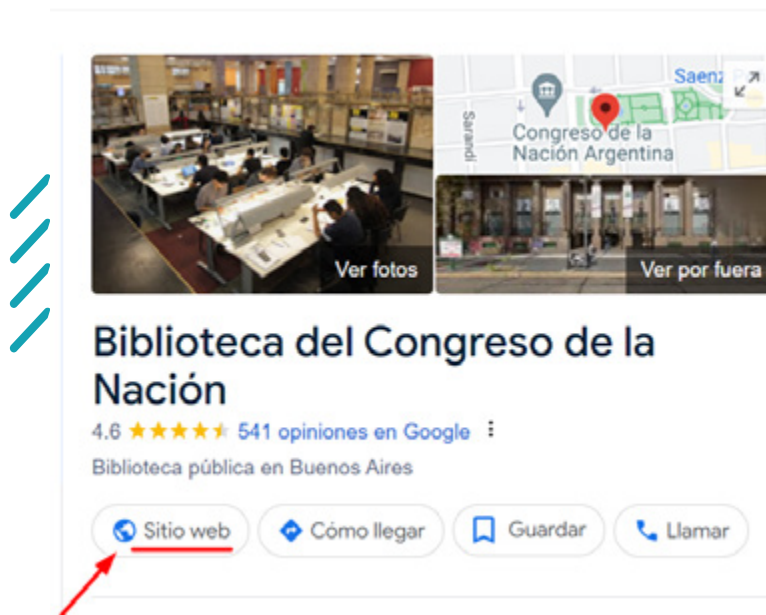 Saenz
Sarandí
Congreso de la
Nación Argentina
Ver fotos
Ver por fuera
Biblioteca del Congreso de la
Nación
4.6 541 opiniones en Google
Biblioteca pública en Buenos Aires
Sitio web Cómo llegar Guardar Llamar